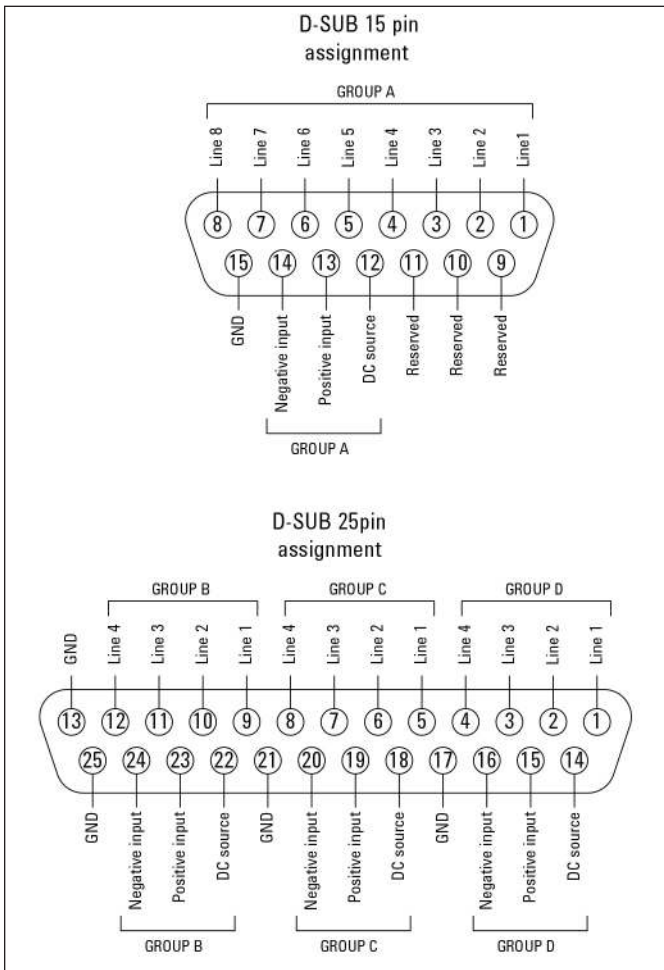 D-SUB 15 pin
assignment
GROUP A
Line 8
Line 7
Line 6
Line 5
Line 4
Line 3
Line 2
Line1
8
7
6
5
4
3
2
1
15
14
13
12
11
10
9
GND
Negative input
Positive input
DC source
Reserved
Reserved
Reserved
GROUP A
D-SUB 25pin
assignment
GROUP B
GROUP C
GROUP D
GND
Line 4
Line 3
Line 2
Line 1
Line 4
Line 3
Line 2
Line 1
Line 4
Line 3
Line 2
Line 1
13
12
11
10
9
8
7
6
5
4
3
2
1
25
24
23
22
21
20
19
18
17
16
15
14
GND
Negative input
Positive input
DC source
GND
Negative input
Positive input
DC source
GND
Negative input
Positive input
DC source
GROUP B
GROUP C
GROUP D